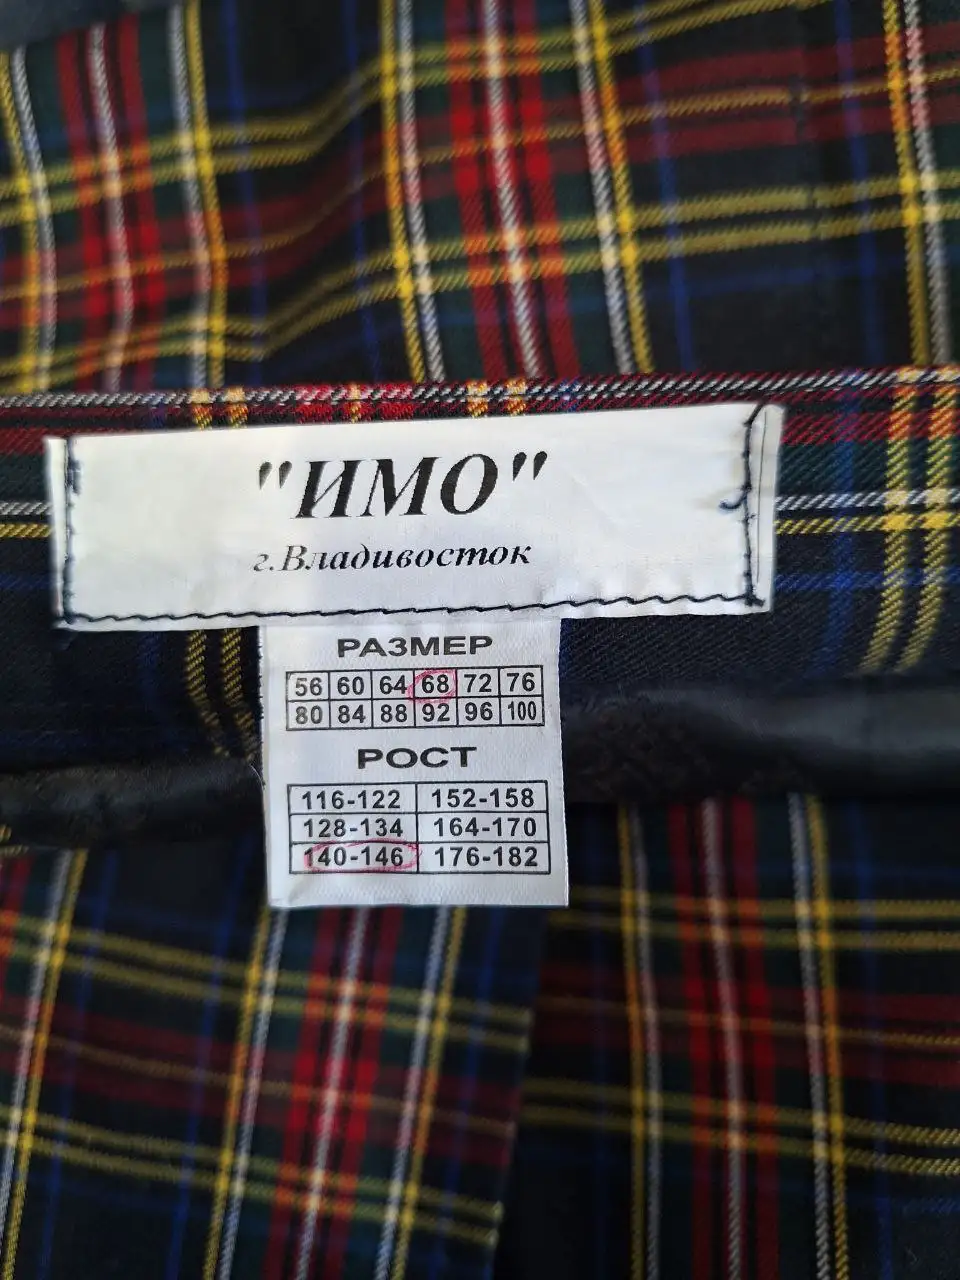 "ИМО"
г.Владивосток
РАЗМЕР
56 60 64 68 72 76
80 84 88 92 96 100
РОСТ
116-122 152-158
128-134 164-170
140-146 176-182